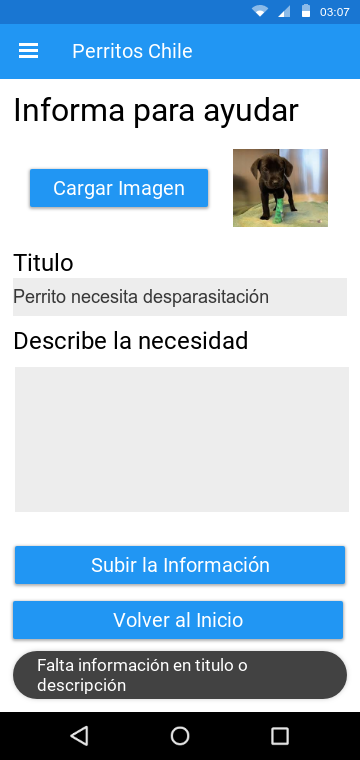 03:07
Perritos Chile
Informa para ayudar
Cargar Imagen
Titulo
Perrito necesita desparasitación
Describe la necesidad
Subir la Información
Volver al Inicio
Falta información en titulo o
descripción